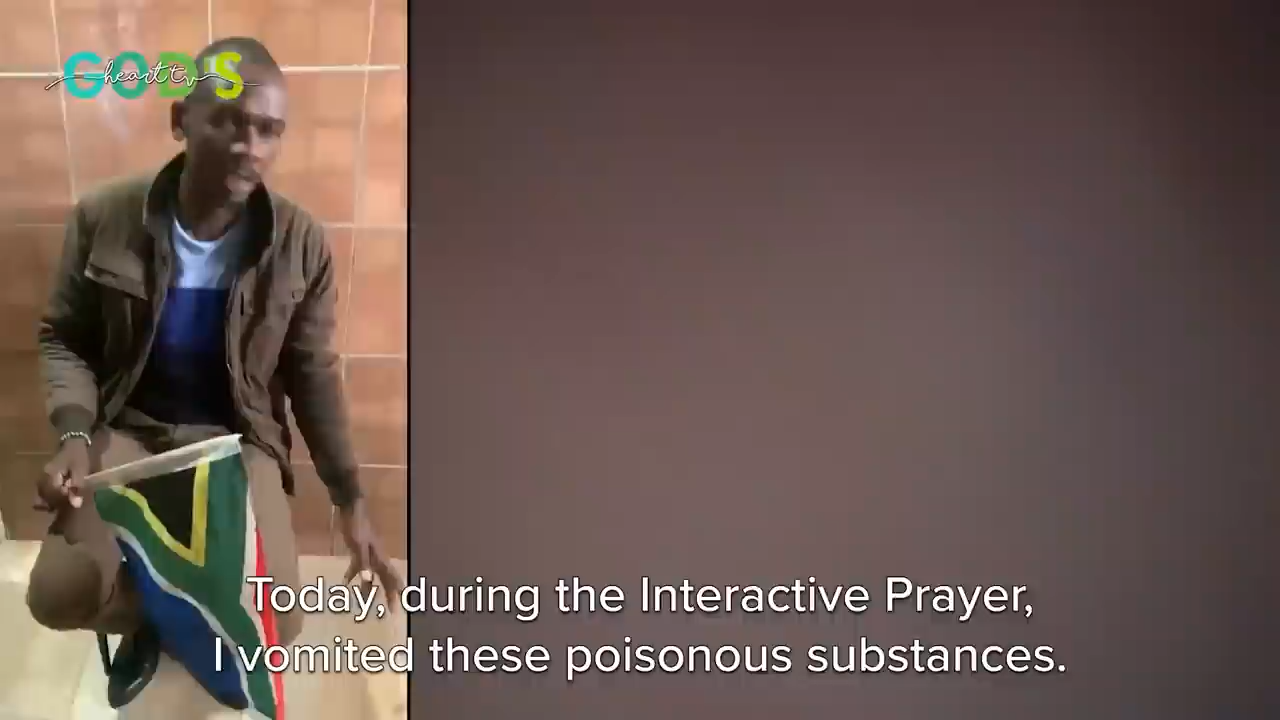 GOD'S
heart tv
Today, during the Interactive Prayer,
I vomited these poisonous substances.